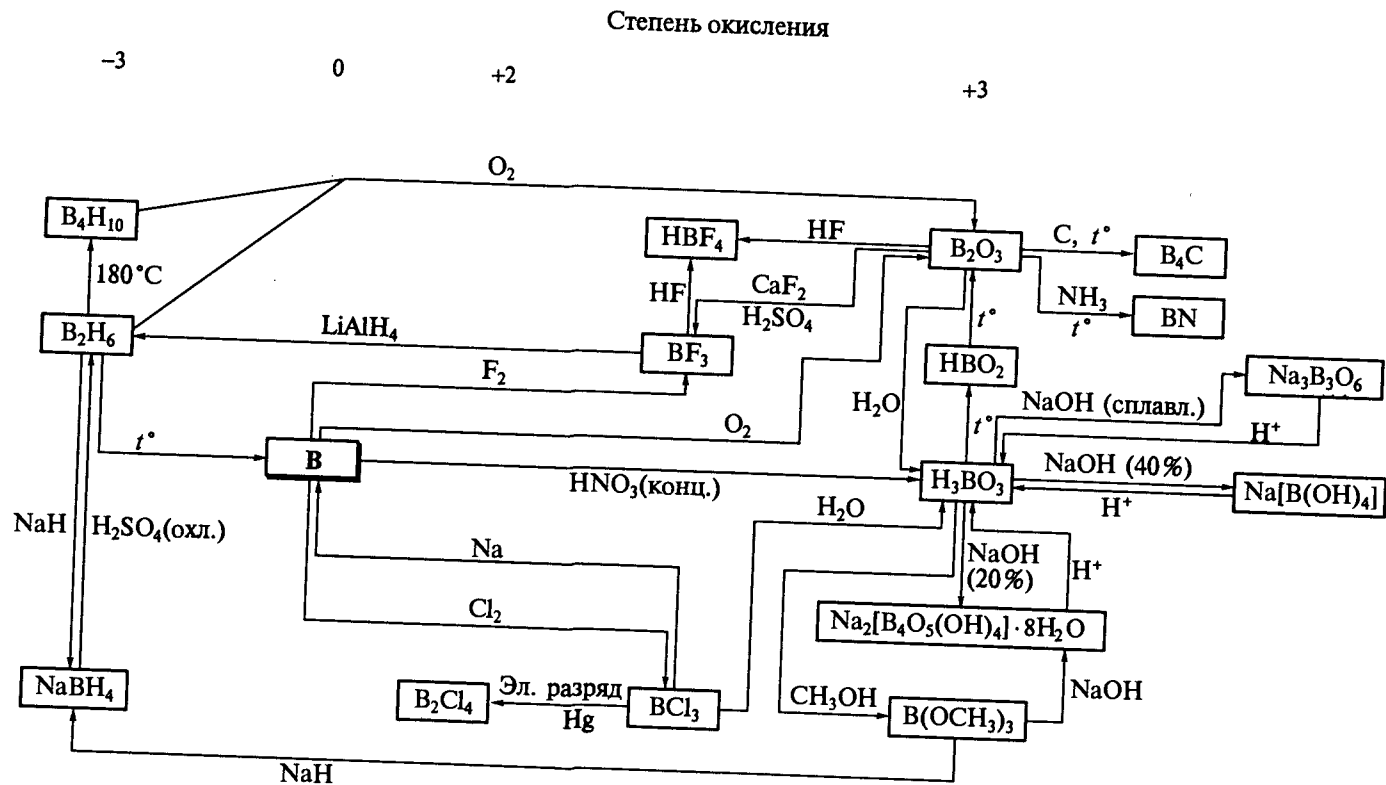 Степень окисления
−3
0
+2
+3
O₂
B₄H₁₀
HBF₄
HF
B₂O₃
C, t°
B₄C
180°C
HF
CaF₂
H₂SO₄
NH₃
t°
BN
B₂H₆
LiAlH₄
BF₃
t°
HBO₂
Na₃B₃O₆
F₂
H₂O
NaOH (сплавл.)
O₂
t°
H⁺
t°
B
HNO₃(конц.)
H₃BO₃
NaOH (40%)
H⁺
Na[B(OH)₄]
NaH
H₂SO₄(охл.)
H₂O
Na
NaOH
(20%)
H⁺
Cl₂
Na₂[B₄O₅(OH)₄]·8H₂O
NaBH₄
B₂Cl₄
Эл. разряд
Hg
BCl₃
CH₃OH
B(OCH₃)₃
NaOH
NaH